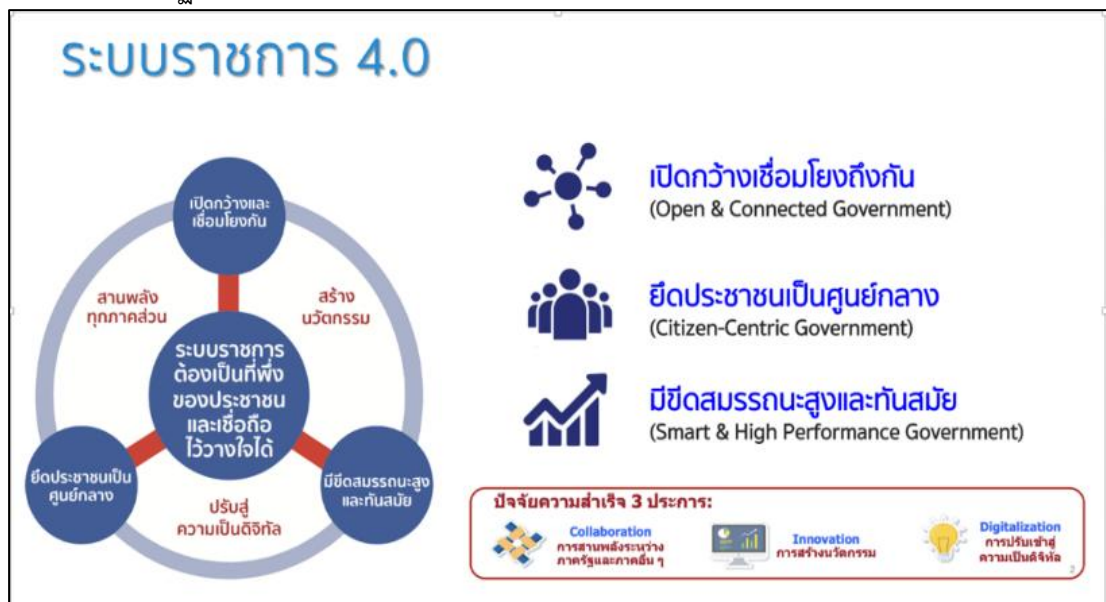 ระบบราชการ 4.0
เปิดกว้างและ
เชื่อมโยงกัน
สานพลัง
ทุกภาคส่วน
สร้าง
นวัตกรรม
ระบบราชการ
ต้องเป็นที่พึ่ง
ของประชาชน
และเชื่อถือ
ไว้วางใจได้
ยึดประชาชนเป็น
ศูนย์กลาง
มีขีดสมรรถนะสูง
และทันสมัย
ปรับสู่
ความเป็นดิจิทัล
เปิดกว้างเชื่อมโยงถึงกัน
(Open & Connected Government)
ยึดประชาชนเป็นศูนย์กลาง
(Citizen-Centric Government)
มีขีดสมรรถนะสูงและทันสมัย
(Smart & High Performance Government)
ปัจจัยความสำเร็จ 3 ประการ:
Collaboration
การสานพลังระหว่าง
ภาครัฐและภาคอื่น ๆ
Innovation
การสร้างนวัตกรรม
Digitalization
การปรับเข้าสู่
ความเป็นดิจิทัล